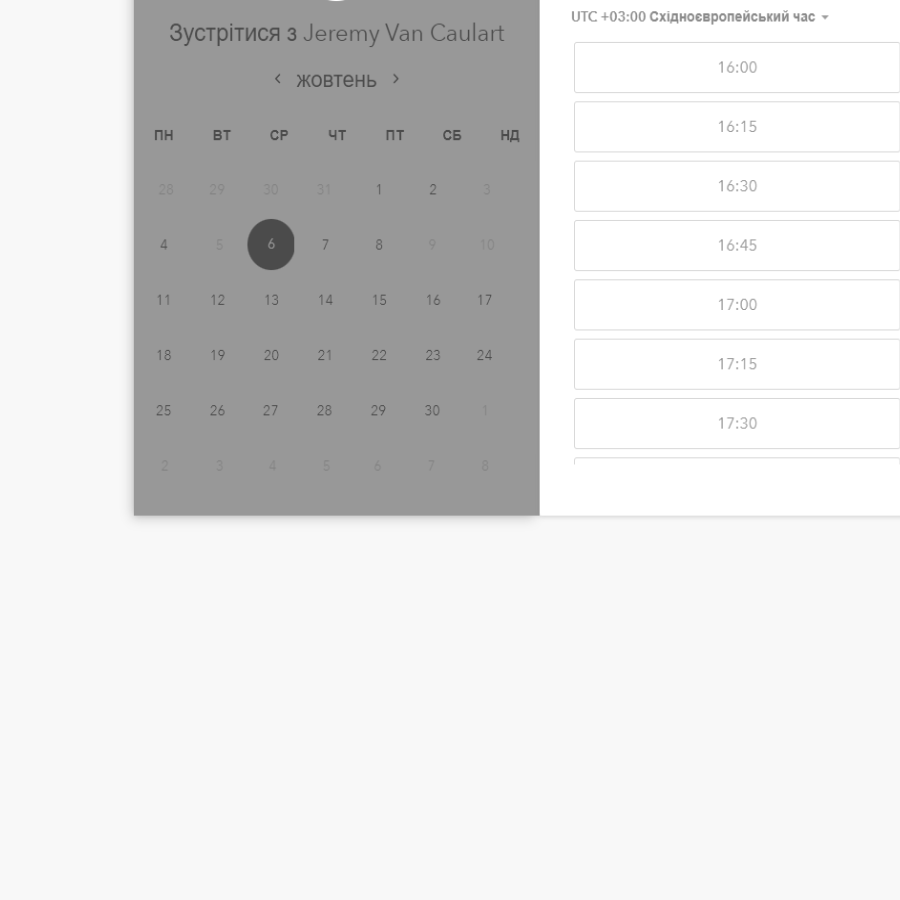 Зустрітися з Jeremy Van Caulart
жовтень
ПН ВТ СР ЧТ ПТ СБ НД
28 29 30 31 1 2 3
4 5 6 7 8 9 10
11 12 13 14 15 16 17
18 19 20 21 22 23 24
25 26 27 28 29 30 1
2 3 4 5 6 7 8
UTC +03:00 Східноєвропейський час
16:00
16:15
16:30
16:45
17:00
17:15
17:30